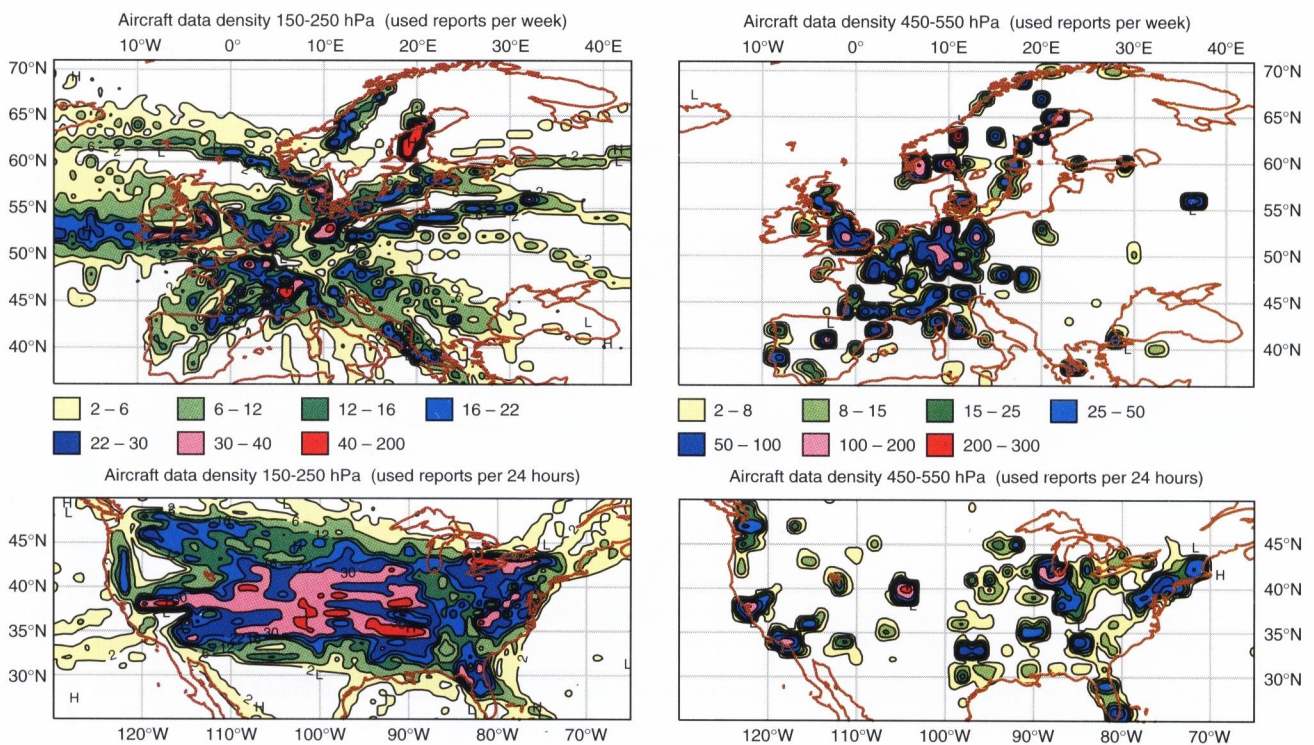 Aircraft data density 150-250 hPa (used reports per week)
10°W 0° 10°E 20°E 30°E 40°E
70°N
65°N
60°N
55°N
50°N
45°N
40°N
2 – 6 6 – 12 12 – 16 16 – 22
22 – 30 30 – 40 40 – 200
Aircraft data density 450-550 hPa (used reports per week)
10°W 0° 10°E 20°E 30°E 40°E
70°N
65°N
60°N
55°N
50°N
45°N
40°N
2 – 8 8 – 15 15 – 25 25 – 50
50 – 100 100 – 200 200 – 300
Aircraft data density 150-250 hPa (used reports per 24 hours)
45°N
40°N
35°N
30°N
120°W 110°W 100°W 90°W 80°W 70°W
Aircraft data density 450-550 hPa (used reports per 24 hours)
45°N
40°N
35°N
30°N
120°W 110°W 100°W 90°W 80°W 70°W